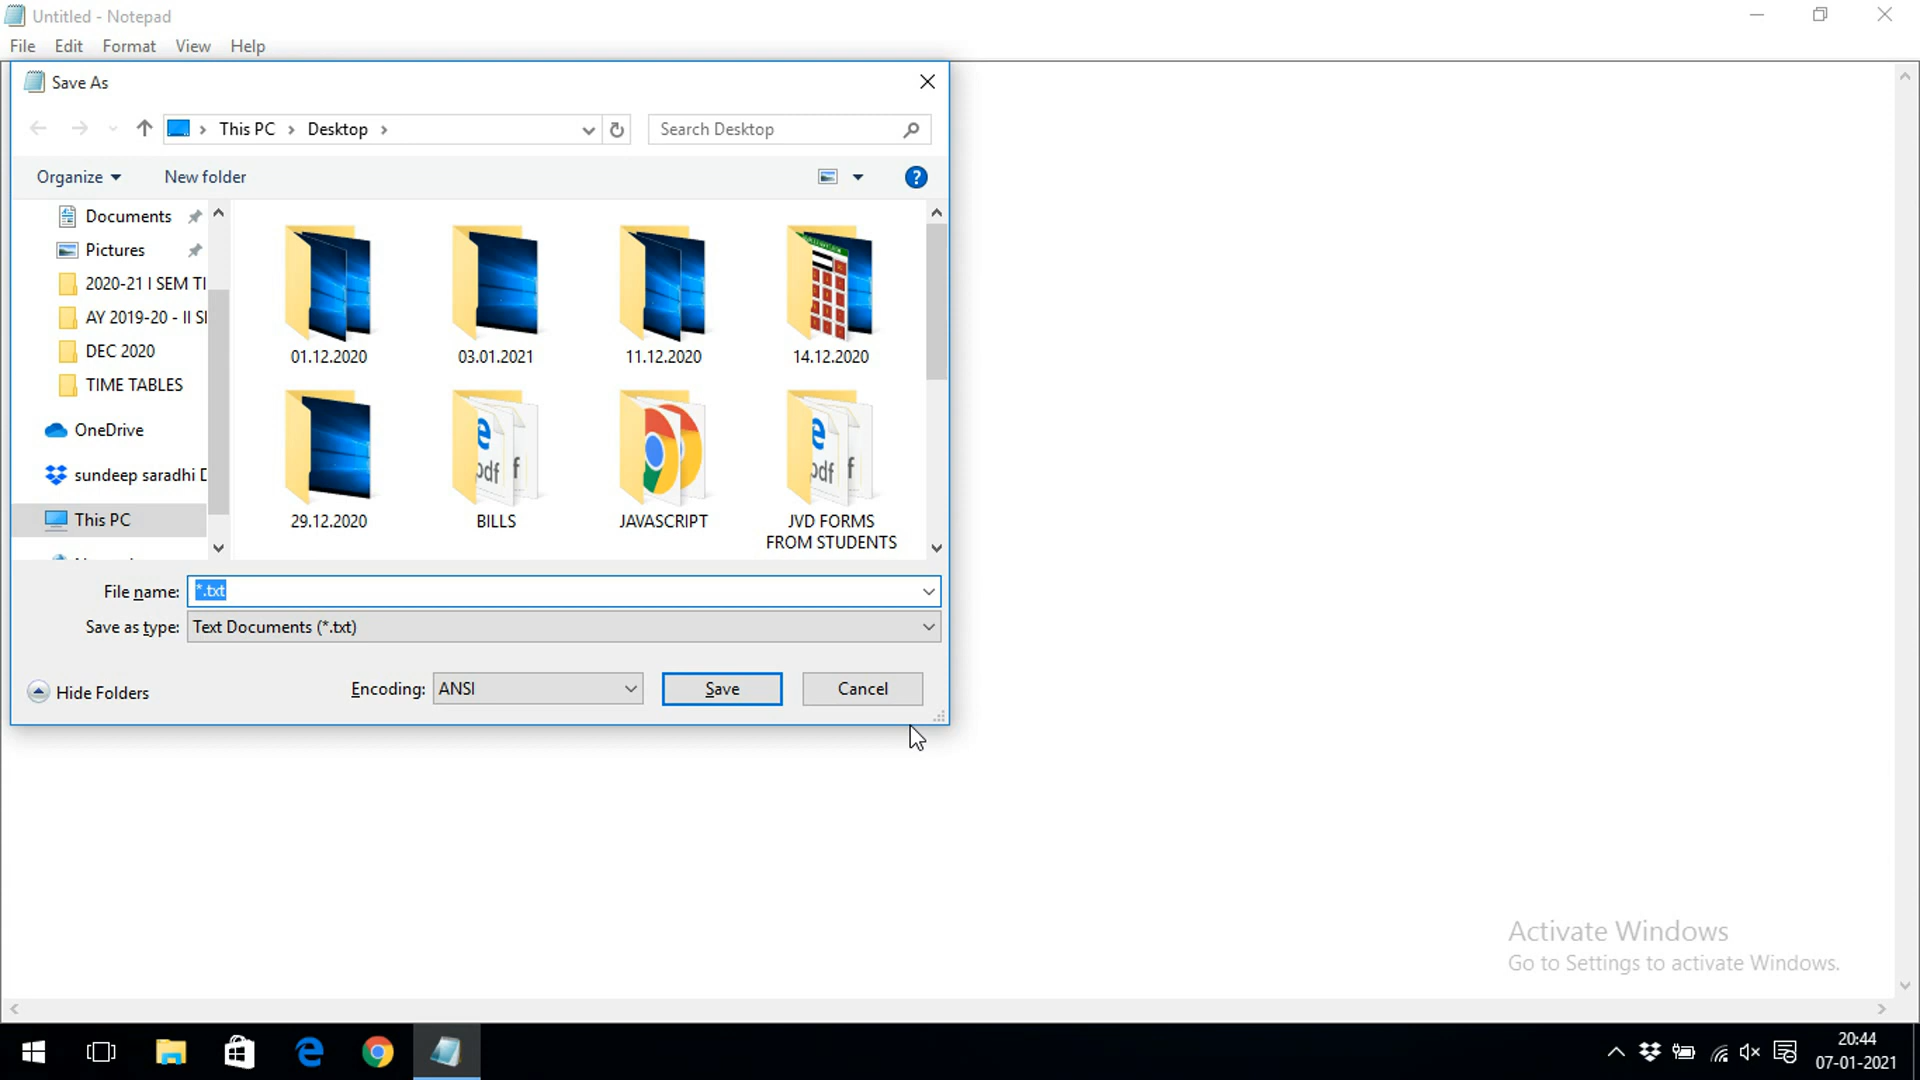 Untitled - Notepad
File Edit Format View Help
Save As
This PC Desktop
Search Desktop
Organize New folder
Documents
Pictures
2020-21 I SEM TI
AY 2019-20 - II SI
DEC 2020
TIME TABLES
OneDrive
sundeep saradhi D
This PC
01.12.2020
03.01.2021
11.12.2020
14.12.2020
29.12.2020
BILLS
JAVASCRIPT
JVD FORMS
FROM STUDENTS
File name: *.txt
Save as type: Text Documents (*.txt)
Hide Folders
Encoding: ANSI
Save
Cancel
Activate Windows
Go to Settings to activate Windows.
20:44
07-01-2021